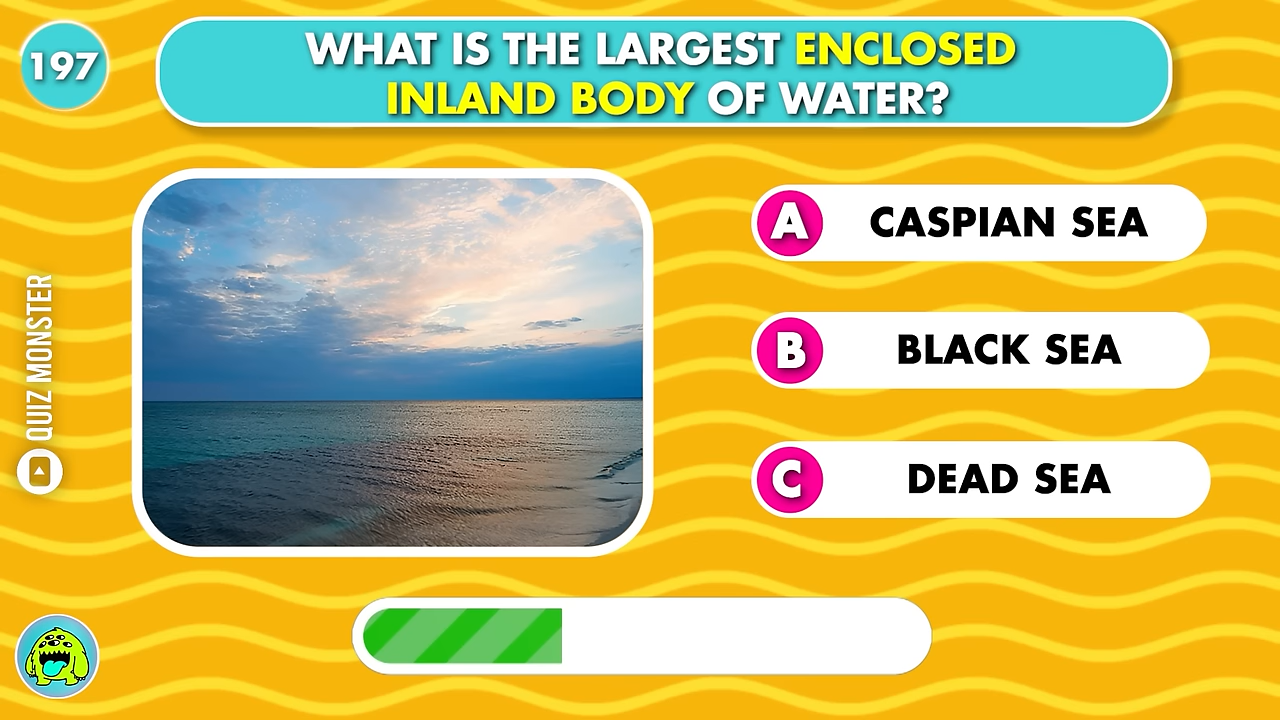 197
WHAT IS THE LARGEST ENCLOSED
INLAND BODY OF WATER?
A CASPIAN SEA
B BLACK SEA
C DEAD SEA
QUIZ MONSTER